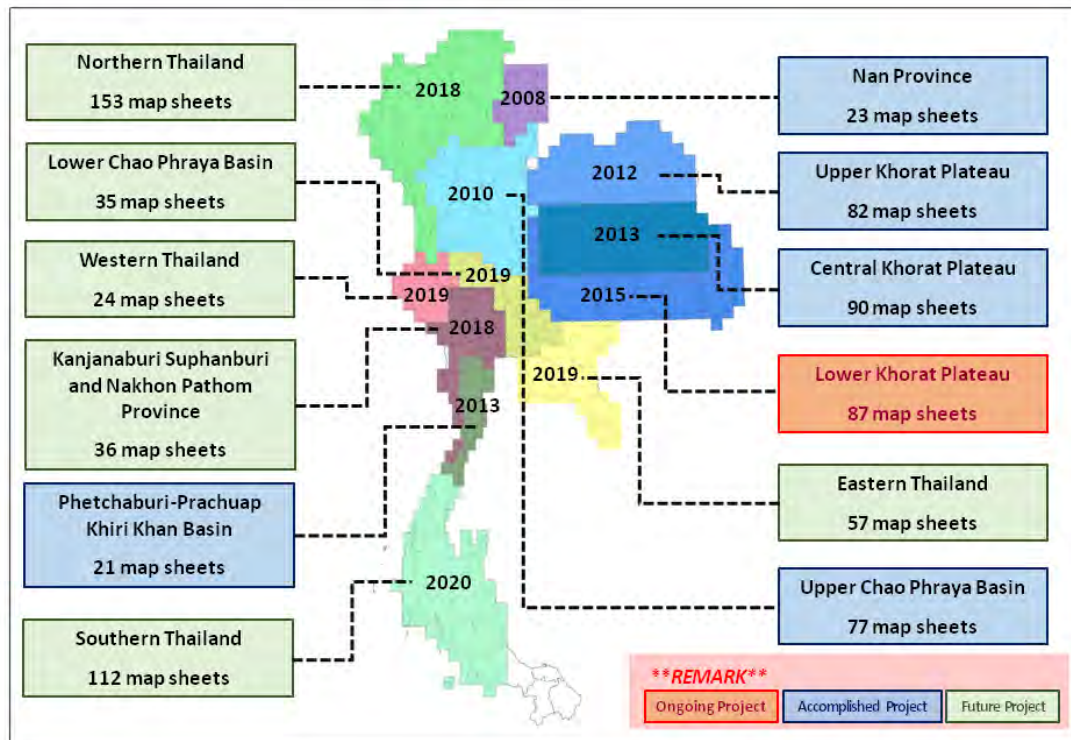 Northern Thailand
153 map sheets
Lower Chao Phraya Basin
35 map sheets
Western Thailand
24 map sheets
Kanjanaburi Suphanburi
and Nakhon Pathom
Province
36 map sheets
Phetchaburi-Prachuap
Khiri Khan Basin
21 map sheets
Southern Thailand
112 map sheets
2018
2008
2012
2010
2013
2019
2019
2015
2018
2019
2013
2020
Nan Province
23 map sheets
Upper Khorat Plateau
82 map sheets
Central Khorat Plateau
90 map sheets
Lower Khorat Plateau
87 map sheets
Eastern Thailand
57 map sheets
Upper Chao Phraya Basin
77 map sheets
**REMARK**
Ongoing Project
Accomplished Project
Future Project